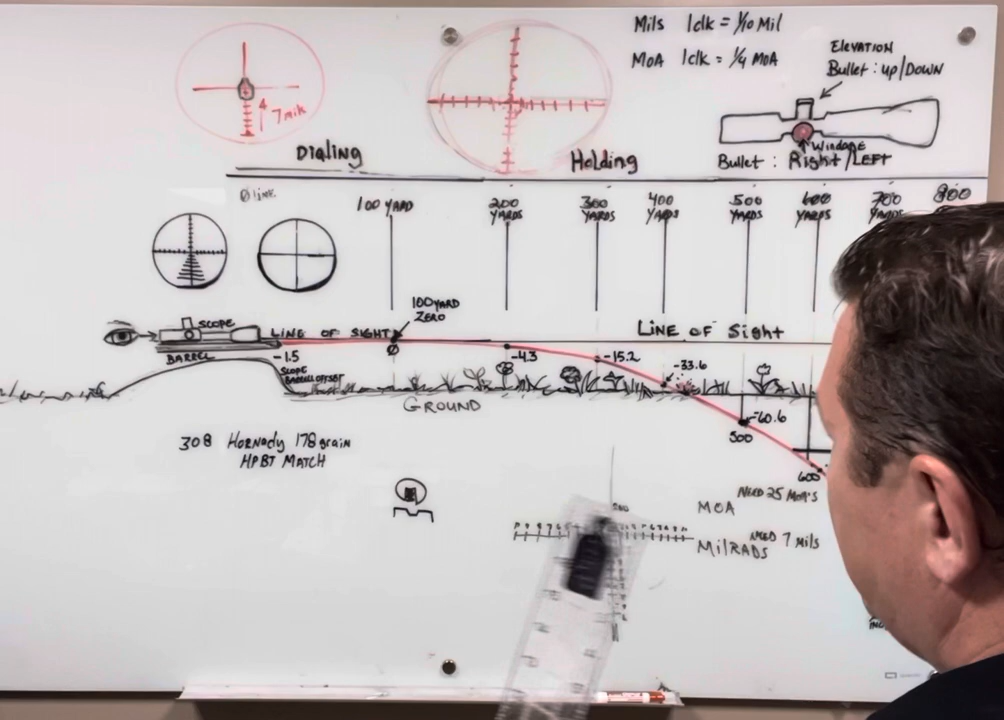 Mils 1clk = 1/10 Mil
MOA 1clk = 1/4 MOA
ELEVATION
Bullet: up/DOWN
Windage
Bullet: Right/LEFT
7 mils
Dialing
Holding
Ø line
100 YARD
200 YARDS
300 YARDS
400 YARDS
500 YARDS
600 YARDS
700 YARDS
800
100 YARD
ZERO
SCOPE
LINE OF SIGHT
LINE OF Sight
BARREL
-1.5
Ø
-4.3
-15.2
-33.6
SCOPE
BARREL OFFSET
-60.6
GROUND
500
600
308 Hornady 178 grain
HPBT MATCH
NEED 25 MOA'S
MOA
NEED 7 Mils
MilRADS